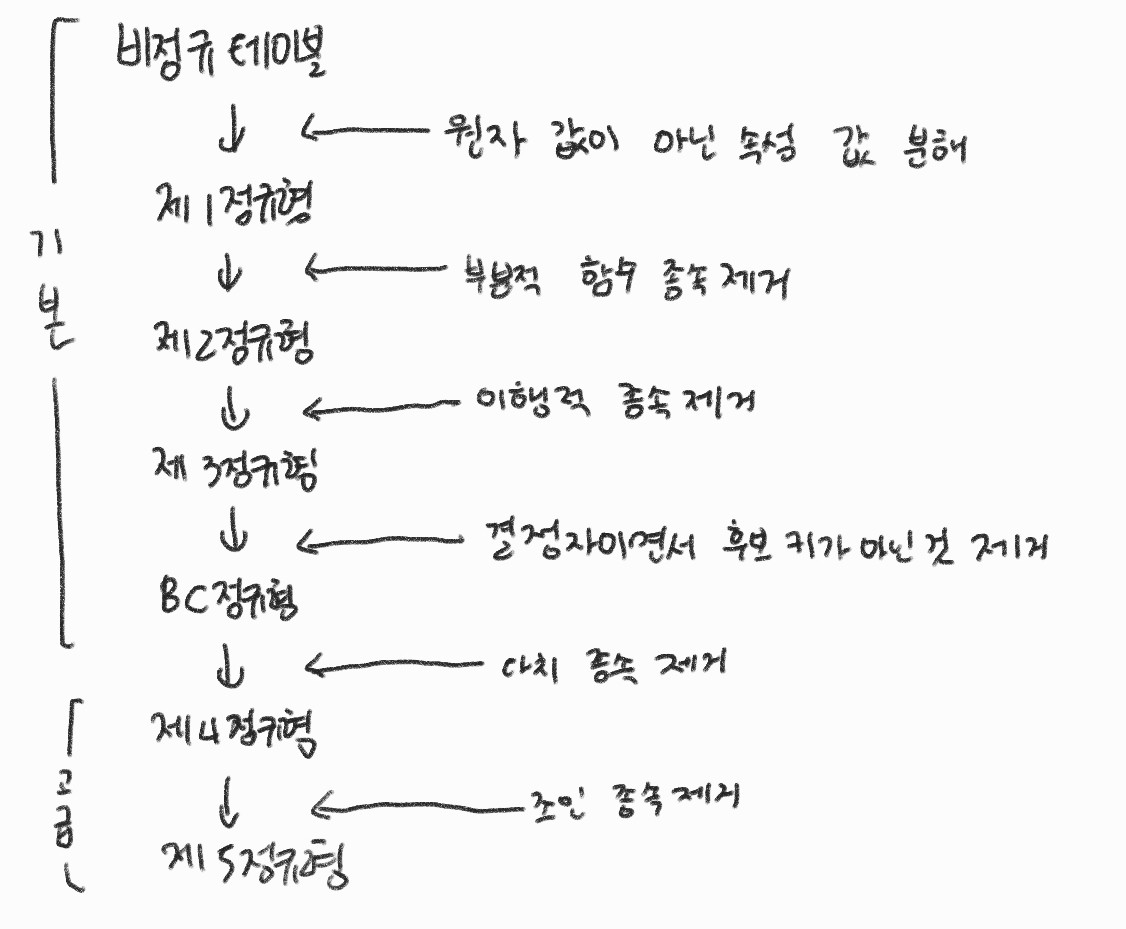 비정규 테이블
원자 값이 아닌 속성 값 분해
제1정규형
부분적 함수 종속 제거
제2정규형
이행적 종속 제거
제3정규형
결정자이면서 후보 키가 아닌 것 제거
BC정규형
다치 종속 제거
제4정규형
조인 종속 제거
제5정규형
기본
고급